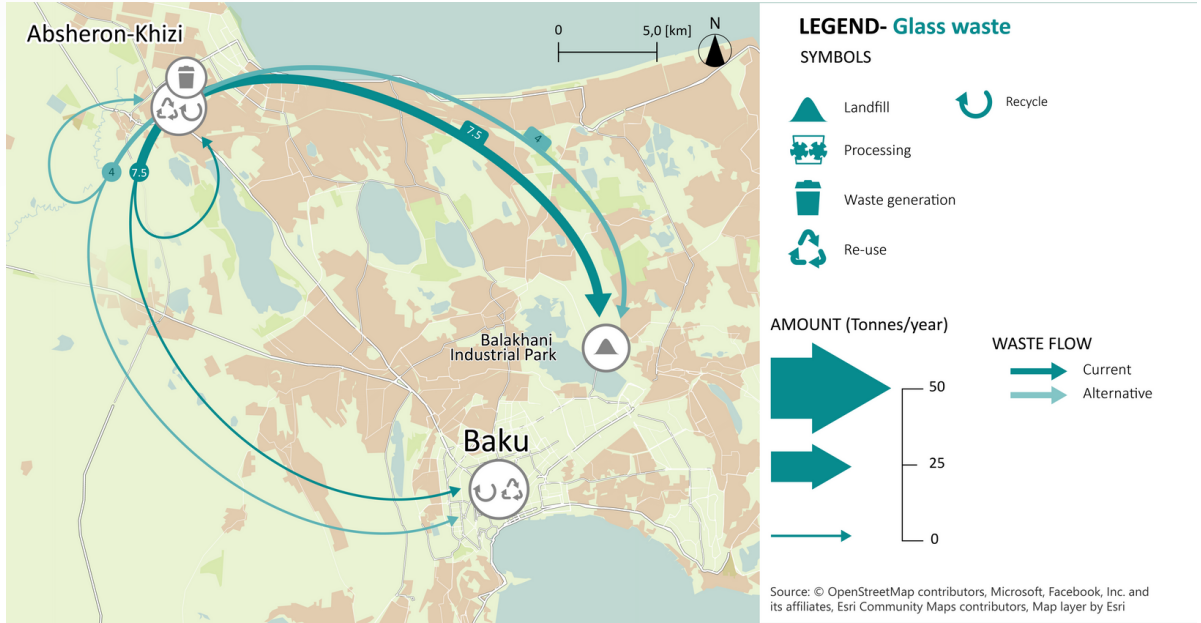 Absheron-Khizi
0
5,0 [km]
N
7.5
4
4
7.5
Balakhani
Industrial Park
Baku
LEGEND- Glass waste
SYMBOLS
Landfill
Recycle
Processing
Waste generation
Re-use
AMOUNT (Tonnes/year)
50
25
0
WASTE FLOW
Current
Alternative
Source: © OpenStreetMap contributors, Microsoft, Facebook, Inc. and
its affiliates, Esri Community Maps contributors, Map layer by Esri